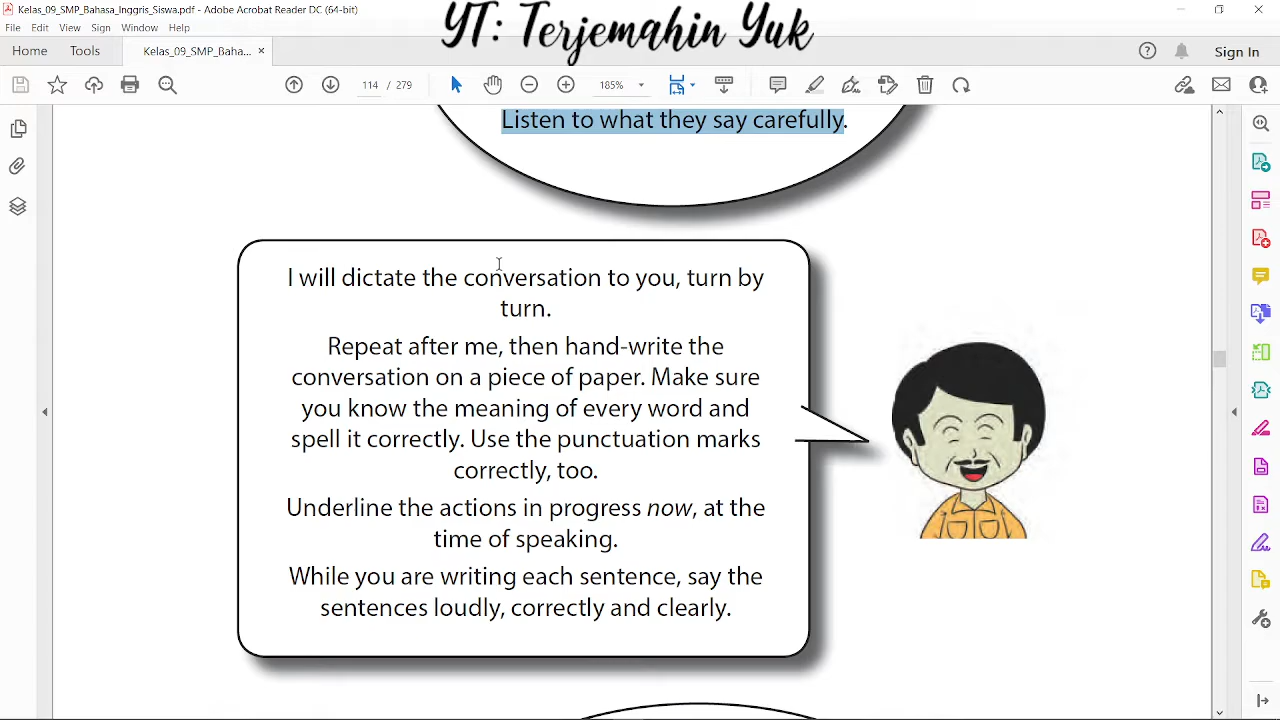 Kelas_09_SMP_Bahasa_Inggris_Siswa.pdf - Adobe Acrobat Reader DC (64-bit)
YT: Terjemahin Yuk
File Edit View Window Help
Home Tools Kelas_09_SMP_Baha... × Sign In
114 / 279 185%
Listen to what they say carefully.
I will dictate the conversation to you, turn by
turn.
Repeat after me, then hand-write the
conversation on a piece of paper. Make sure
you know the meaning of every word and
spell it correctly. Use the punctuation marks
correctly, too.
Underline the actions in progress now, at the
time of speaking.
While you are writing each sentence, say the
sentences loudly, correctly and clearly.